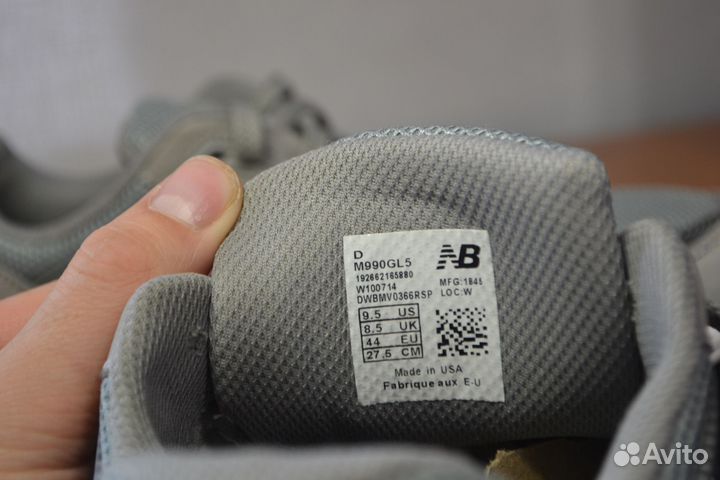 D
M990GL5
192662165880
W100714
DWBMV0366RSP
NB
MFG:1845
LOC:W
9.5 US
8.5 UK
44 EU
27.5 CM
Made in USA
Fabrique aux E-U
Avito